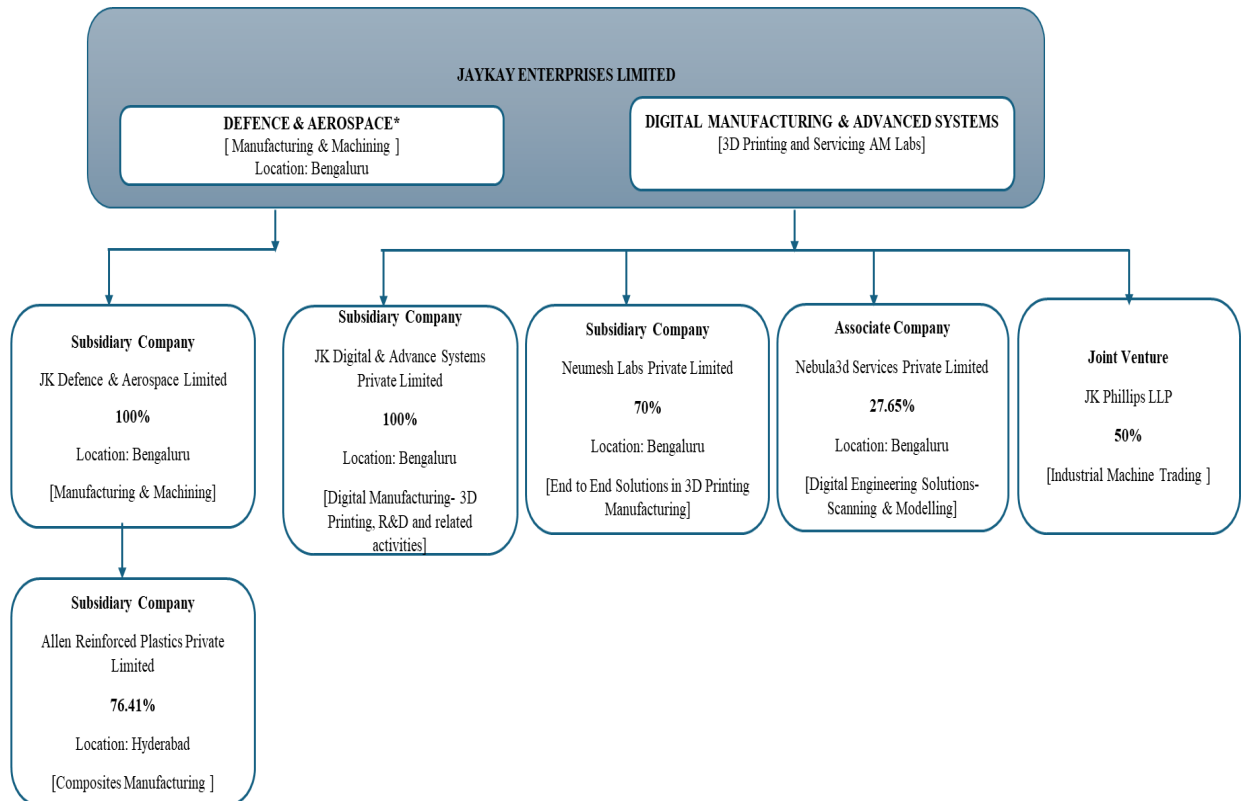 JAYKAY ENTERPRISES LIMITED
DEFENCE & AEROSPACE*
[ Manufacturing & Machining ]
Location: Bengaluru
DIGITAL MANUFACTURING & ADVANCED SYSTEMS
[3D Printing and Servicing AM Labs]
Subsidiary Company
JK Defence & Aerospace Limited
100%
Location: Bengaluru
[Manufacturing & Machining]
Subsidiary Company
JK Digital & Advance Systems
Private Limited
100%
Location: Bengaluru
[Digital Manufacturing- 3D
Printing, R&D and related
activities]
Subsidiary Company
Neumesh Labs Private Limited
70%
Location: Bengaluru
[End to End Solutions in 3D Printing
Manufacturing]
Associate Company
Nebula3d Services Private Limited
27.65%
Location: Bengaluru
[Digital Engineering Solutions-
Scanning & Modelling]
Joint Venture
JK Phillips LLP
50%
[Industrial Machine Trading ]
Subsidiary Company
Allen Reinforced Plastics Private
Limited
76.41%
Location: Hyderabad
[Composites Manufacturing ]